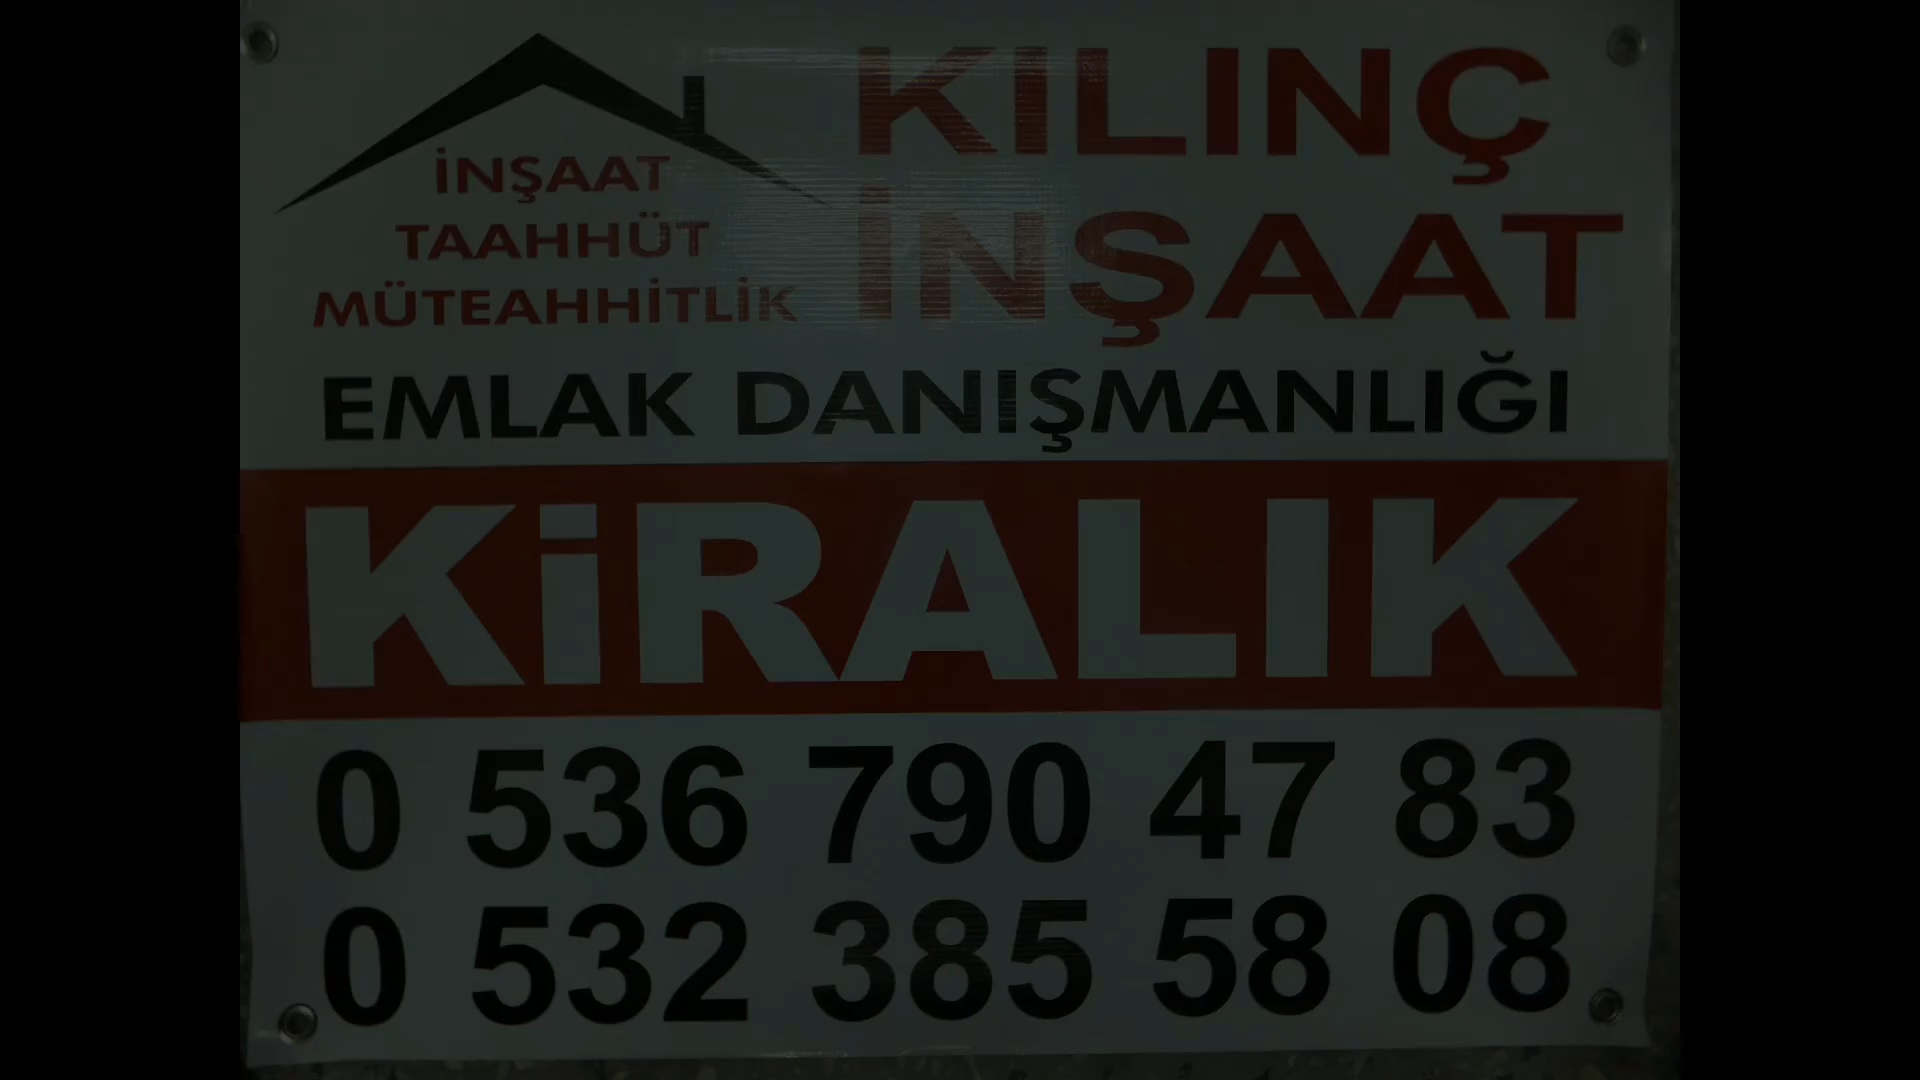 İNŞAAT
TAAHHÜT
MÜTEAHHİTLİK
KILINÇ
İNŞAAT
EMLAK DANIŞMANLIĞI
KiRALIK
0 536 790 47 83
0 532 385 58 08